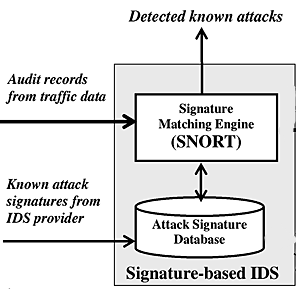 Detected known attacks
Audit records
from traffic data
Signature
Matching Engine
(SNORT)
Known attack
signatures from
IDS provider
Attack Signature
Database
Signature-based IDS